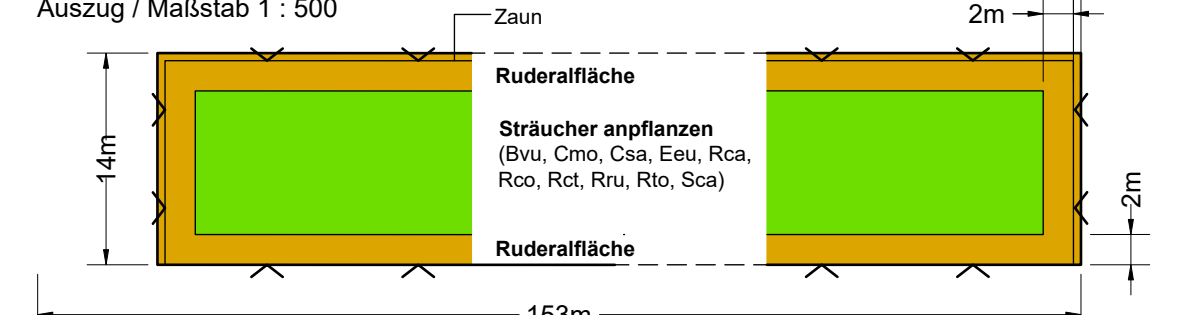 Auszug / Maßstab 1 : 500
Zaun
2m
Ruderalfläche
14m
Sträucher anpflanzen
(Bvu, Cmo, Csa, Eeu, Rca,
Rco, Rct, Rru, Rto, Sca)
2m
Ruderalfläche
153m